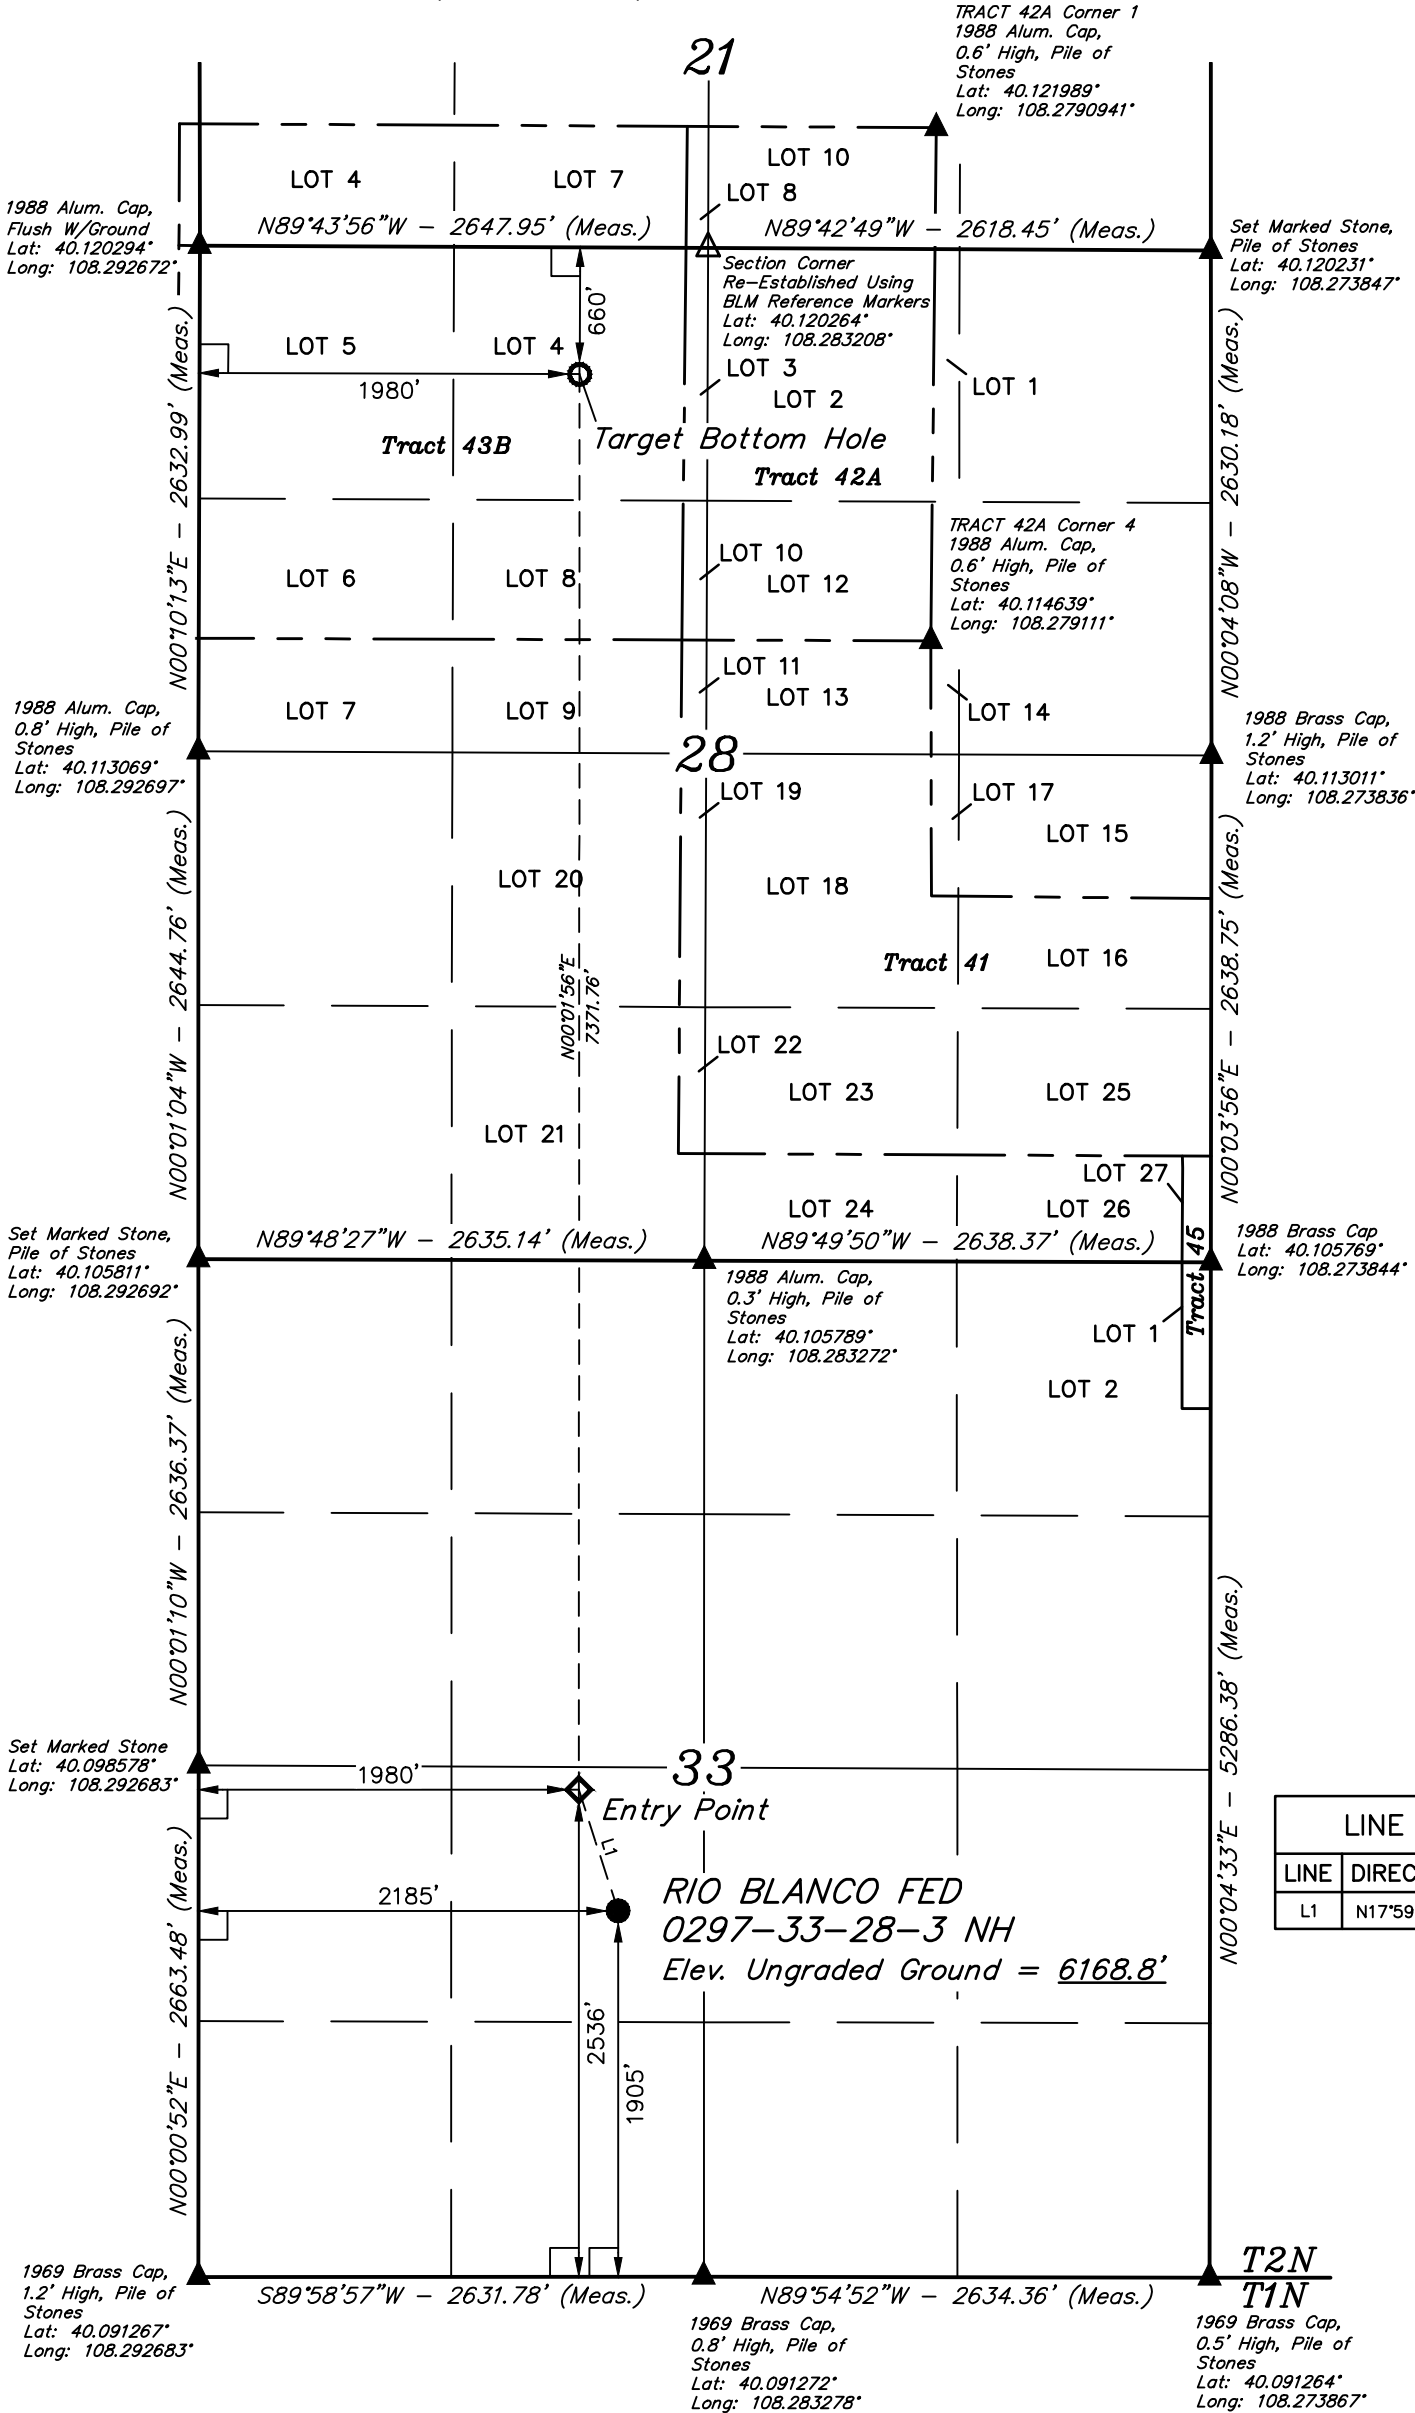 TRACT 42A Corner 1
1988 Alum. Cap,
0.6' High, Pile of
Stones
Lat: 40.121989°
Long: 108.2790941°
21
LOT 4
LOT 7
LOT 10
LOT 8
1988 Alum. Cap,
Flush W/Ground
Lat: 40.120294°
Long: 108.292672°
N89°43'56"W - 2647.95' (Meas.)
N89°42'49"W - 2618.45' (Meas.)
Set Marked Stone,
Pile of Stones
Lat: 40.120231°
Long: 108.273847°
Section Corner
Re-Established Using
BLM Reference Markers
Lat: 40.120264°
Long: 108.283208°
660'
LOT 5
LOT 4
1980'
LOT 3
LOT 2
LOT 1
Target Bottom Hole
Tract 43B
Tract 42A
N00°10'13"E - 2632.99' (Meas.)
N00°04'08"W - 2630.18' (Meas.)
TRACT 42A Corner 4
1988 Alum. Cap,
0.6' High, Pile of
Stones
Lat: 40.114639°
Long: 108.279111°
LOT 6
LOT 8
LOT 10
LOT 12
LOT 11
LOT 13
LOT 7
LOT 9
LOT 14
1988 Alum. Cap,
0.8' High, Pile of
Stones
Lat: 40.113069°
Long: 108.292697°
28
1988 Brass Cap,
1.2' High, Pile of
Stones
Lat: 40.113011°
Long: 108.273836°
LOT 19
LOT 17
LOT 15
LOT 20
LOT 18
Tract 41
LOT 16
N00°01'56"E
7371.76'
N00°01'04"W - 2644.76' (Meas.)
N00°03'56"E - 2638.75' (Meas.)
LOT 22
LOT 23
LOT 25
LOT 21
LOT 27
LOT 24
LOT 26
Set Marked Stone,
Pile of Stones
Lat: 40.105811°
Long: 108.292692°
N89°48'27"W - 2635.14' (Meas.)
N89°49'50"W - 2638.37' (Meas.)
Tract 45
1988 Brass Cap
Lat: 40.105769°
Long: 108.273844°
1988 Alum. Cap,
0.3' High, Pile of
Stones
Lat: 40.105789°
Long: 108.283272°
LOT 1
LOT 2
N00°01'10"W - 2636.37' (Meas.)
N00°04'33"E - 5286.38' (Meas.)
Set Marked Stone
Lat: 40.098578°
Long: 108.292683°
1980'
33
Entry Point
L1
LINE
LINE
DIREC
L1
N17°59
2185'
RIO BLANCO FED
0297-33-28-3 NH
Elev. Ungraded Ground = 6168.8'
N00°00'52"E - 2663.48' (Meas.)
2536'
1905'
1969 Brass Cap,
1.2' High, Pile of
Stones
Lat: 40.091267°
Long: 108.292683°
S89°58'57"W - 2631.78' (Meas.)
N89°54'52"W - 2634.36' (Meas.)
T2N
T1N
1969 Brass Cap,
0.8' High, Pile of
Stones
Lat: 40.091272°
Long: 108.283278°
1969 Brass Cap,
0.5' High, Pile of
Stones
Lat: 40.091264°
Long: 108.273867°